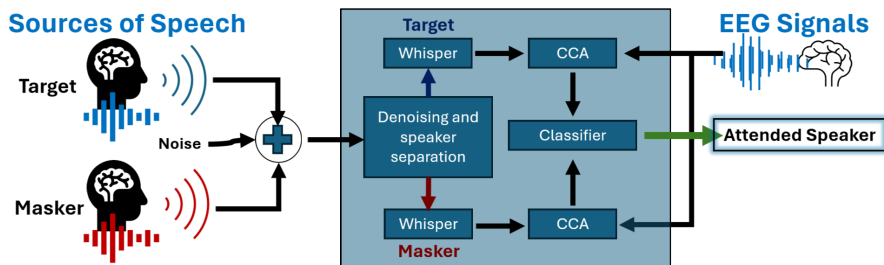 Sources of Speech
Target
EEG Signals
Whisper
CCA
Target
Noise
Denoising and
speaker
separation
Classifier
Attended Speaker
Masker
Whisper
CCA
Masker